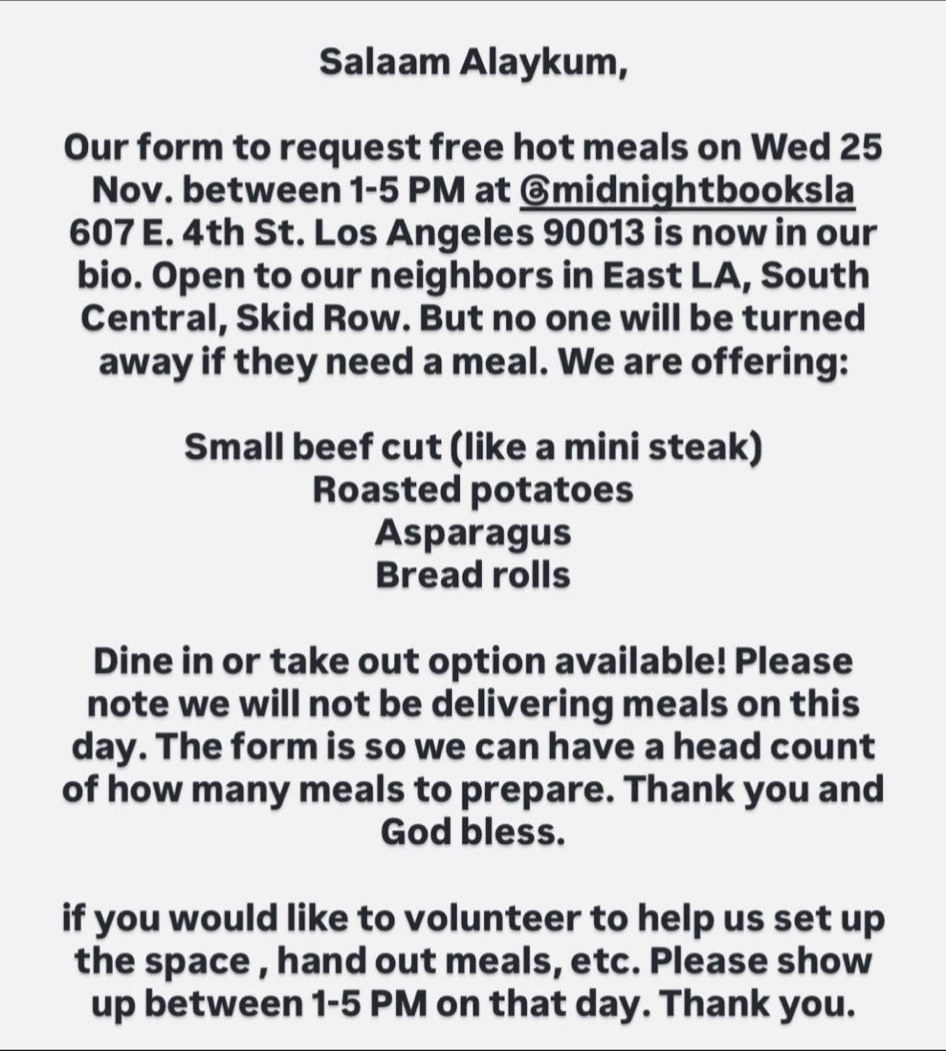 Salaam Alaykum,
Our form to request free hot meals on Wed 25
Nov. between 1-5 PM at @midnightbooksla
607 E. 4th St. Los Angeles 90013 is now in our
bio. Open to our neighbors in East LA, South
Central, Skid Row. But no one will be turned
away if they need a meal. We are offering:
Small beef cut (like a mini steak)
Roasted potatoes
Asparagus
Bread rolls
Dine in or take out option available! Please
note we will not be delivering meals on this
day. The form is so we can have a head count
of how many meals to prepare. Thank you and
God bless.
if you would like to volunteer to help us set up
the space , hand out meals, etc. Please show
up between 1-5 PM on that day. Thank you.